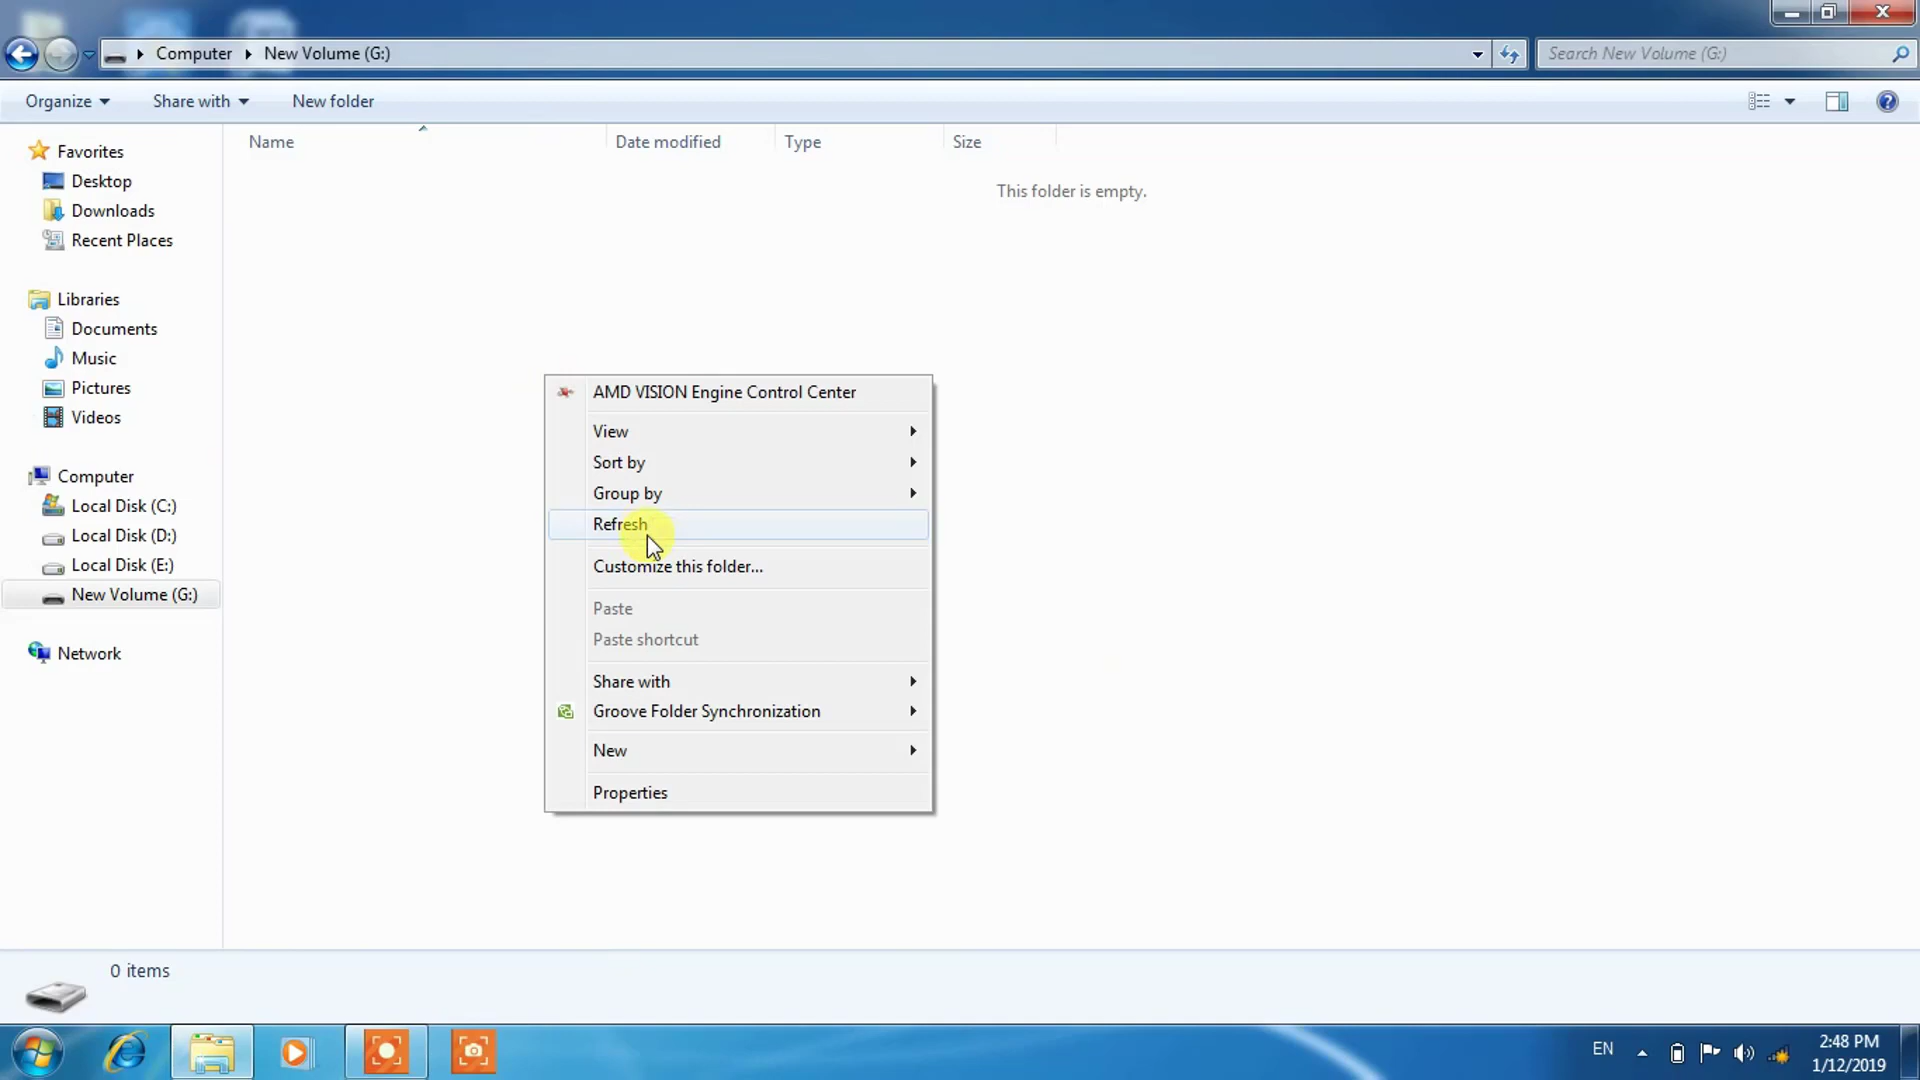 Computer
New Volume (G:)
Search New Volume (G:)
Organize
Share with
New folder
Name
Date modified
Type
Size
This folder is empty.
Favorites
Desktop
Downloads
Recent Places
Libraries
Documents
Music
Pictures
Videos
Computer
Local Disk (C:)
Local Disk (D:)
Local Disk (E:)
New Volume (G:)
Network
AMD VISION Engine Control Center
View
Sort by
Group by
Refresh
Customize this folder...
Paste
Paste shortcut
Share with
Groove Folder Synchronization
New
Properties
0 items
EN
2:48 PM
1/12/2019